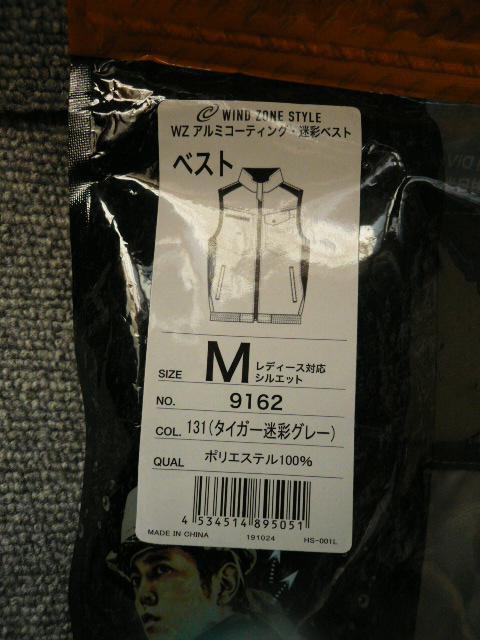 WIND ZONE STYLE
WZ アルミコーティング・迷彩ベスト
ベスト
SIZE M レディース対応
シルエット
NO. 9162
COL. 131(タイガー迷彩グレー)
QUAL ポリエステル100%
4 534514 895051
MADE IN CHINA 191024 HS-001L